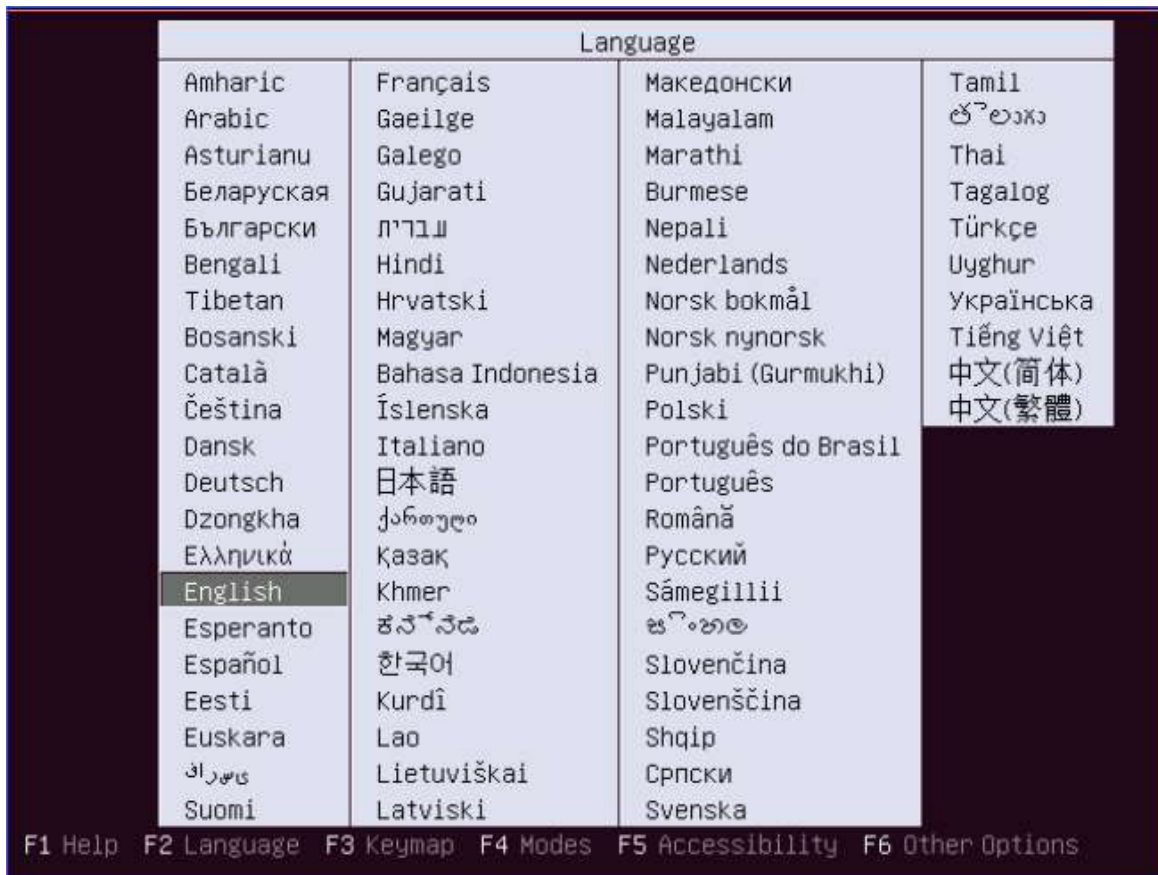 Language
Amharic
Arabic
Asturianu
Беларуская
Български
Bengali
Tibetan
Bosanski
Català
Čeština
Dansk
Deutsch
Dzongkha
Ελληνικά
English
Esperanto
Español
Eesti
Euskara
فارسی
Suomi
Français
Gaeilge
Galego
Gujarati
עברית
Hindi
Hrvatski
Magyar
Bahasa Indonesia
Íslenska
Italiano
日本語
ქართული
Қазақ
Khmer
ಕನ್ನಡ
한국어
Kurdî
Lao
Lietuviškai
Latviski
Македонски
Malayalam
Marathi
Burmese
Nepali
Nederlands
Norsk bokmål
Norsk nynorsk
Punjabi (Gurmukhi)
Polski
Português do Brasil
Português
Română
Русский
Sámegillii
සිංහල
Slovenčina
Slovenščina
Shqip
Српски
Svenska
Tamil
తెలుగు
Thai
Tagalog
Türkçe
Uyghur
Українська
Tiếng Việt
中文(简体)
中文(繁體)
F1 Help F2 Language F3 Keymap F4 Modes F5 Accessibility F6 Other Options